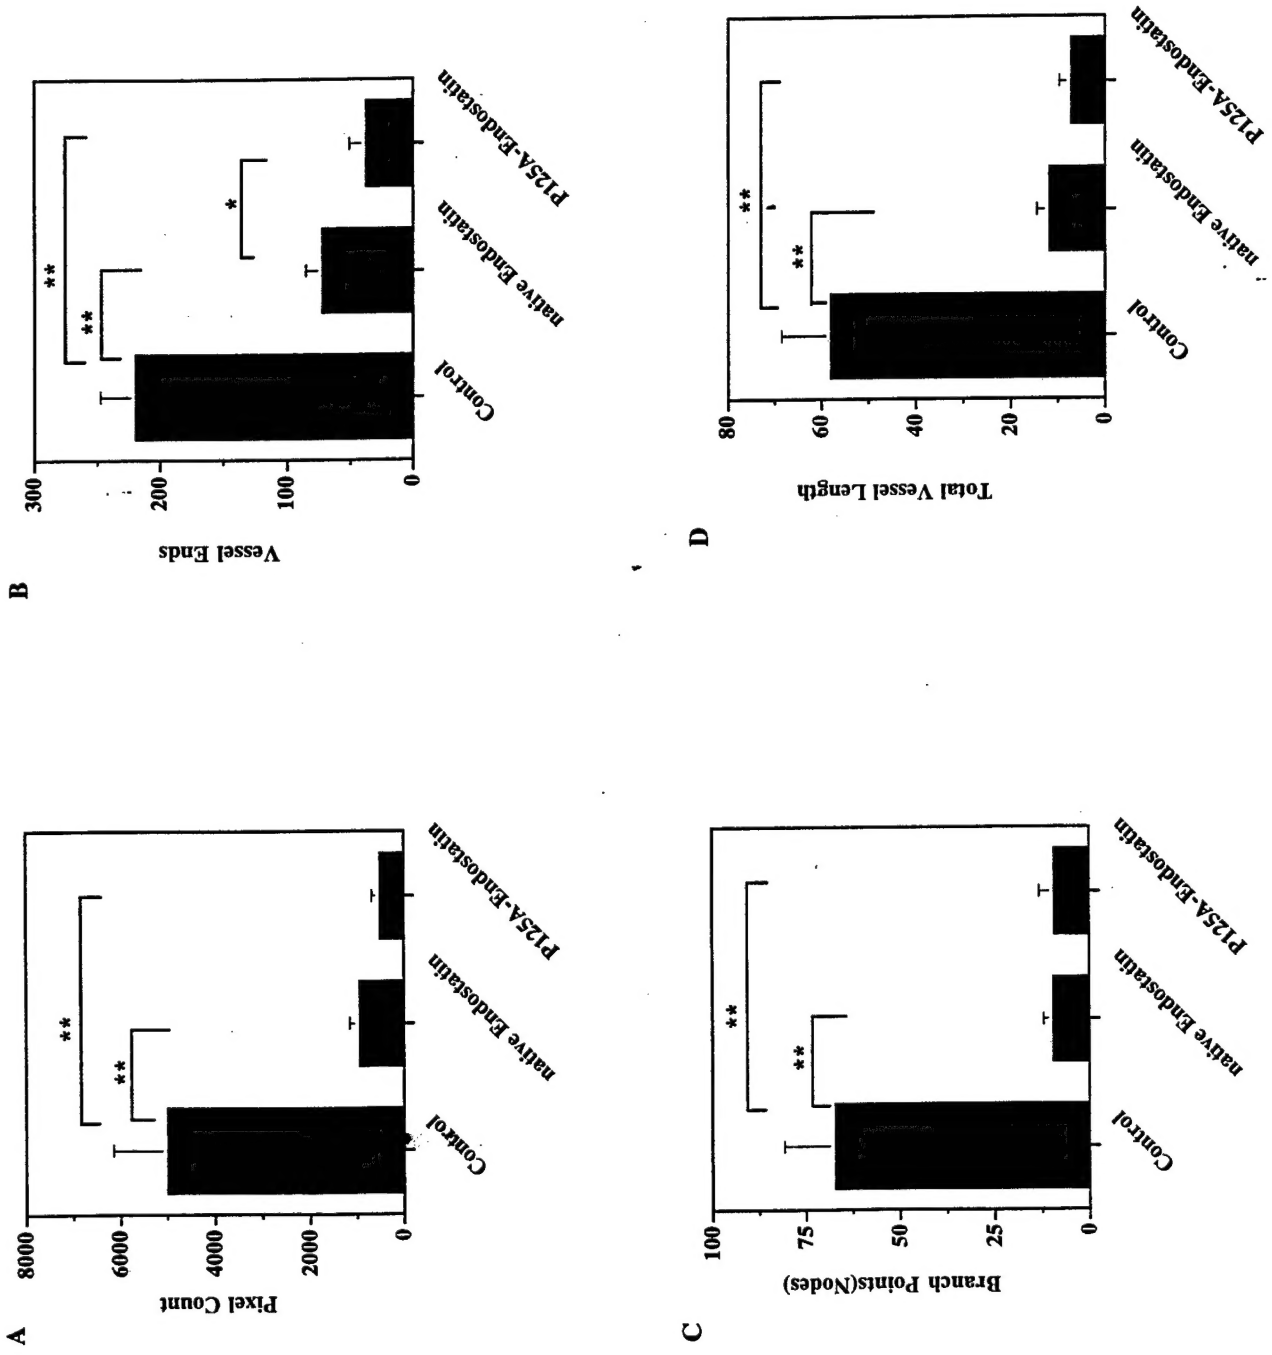 A
Pixel Count
8000
6000
4000
2000
0
**
**
Control
native Endostatin
P125A-Endostatin
B
Vessel Ends
300
200
100
0
**
**
*
Control
native Endostatin
P125A-Endostatin
C
Branch Points(Nodes)
100
75
50
25
0
**
**
Control
native Endostatin
P125A-Endostatin
D
Total Vessel Length
80
60
40
20
0
**
**
Control
native Endostatin
P125A-Endostatin